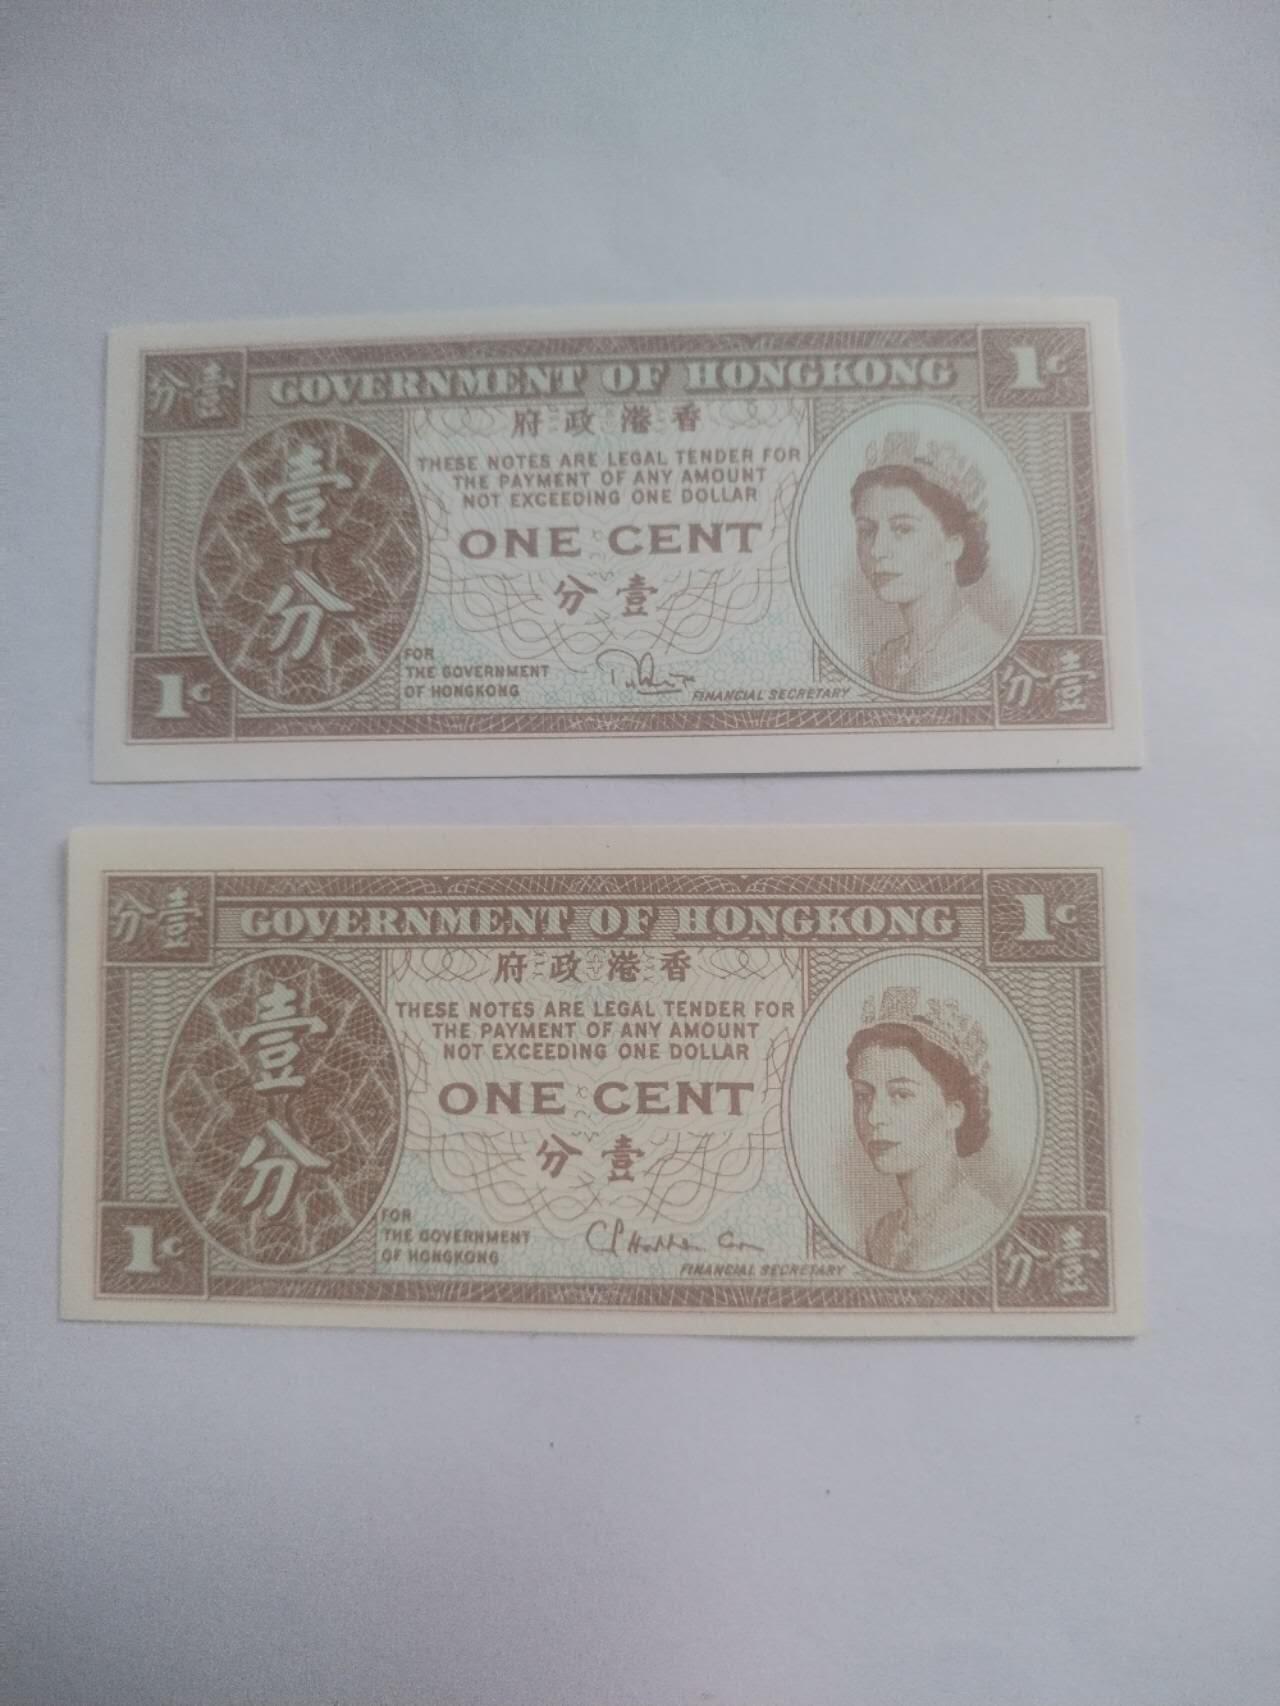 分壹
GOVERNMENT OF HONGKONG
1c
府政港香
壹
分
THESE NOTES ARE LEGAL TENDER FOR
THE PAYMENT OF ANY AMOUNT
NOT EXCEEDING ONE DOLLAR
ONE CENT
分壹
FOR
THE GOVERNMENT
OF HONGKONG
FINANCIAL SECRETARY
1c
分壹
分壹
GOVERNMENT OF HONGKONG
1c
府政港香
壹
分
THESE NOTES ARE LEGAL TENDER FOR
THE PAYMENT OF ANY AMOUNT
NOT EXCEEDING ONE DOLLAR
ONE CENT
分壹
FOR
THE GOVERNMENT
OF HONGKONG
FINANCIAL SECRETARY
1c
分壹